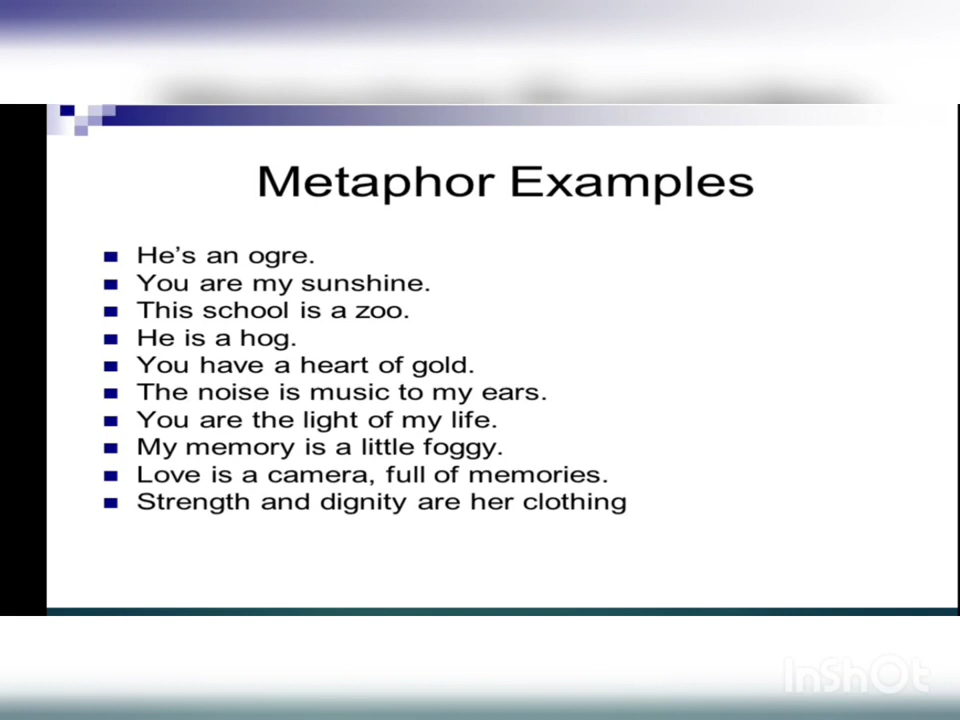 Metaphor Examples
He's an ogre.
You are my sunshine.
This school is a zoo.
He is a hog.
You have a heart of gold.
The noise is music to my ears.
You are the light of my life.
My memory is a little foggy.
Love is a camera, full of memories.
Strength and dignity are her clothing
InShOt